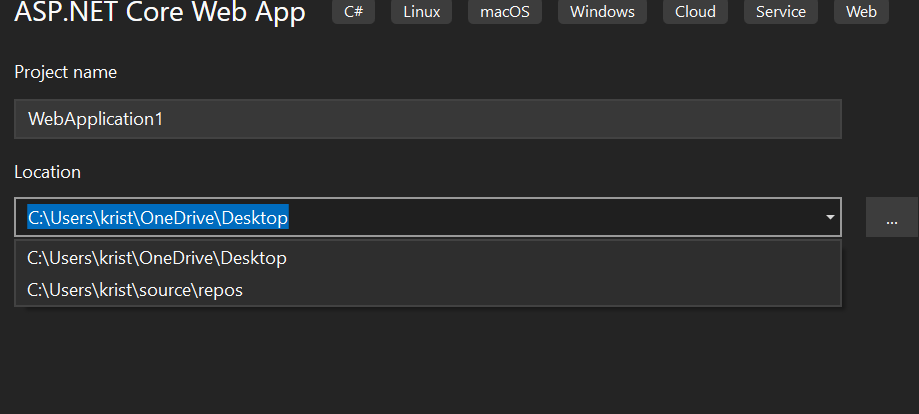 ASP.NET Core Web App C# Linux macOS Windows Cloud Service Web
Project name
WebApplication1
Location
C:\Users\krist\OneDrive\Desktop
...
C:\Users\krist\OneDrive\Desktop
C:\Users\krist\source\repos